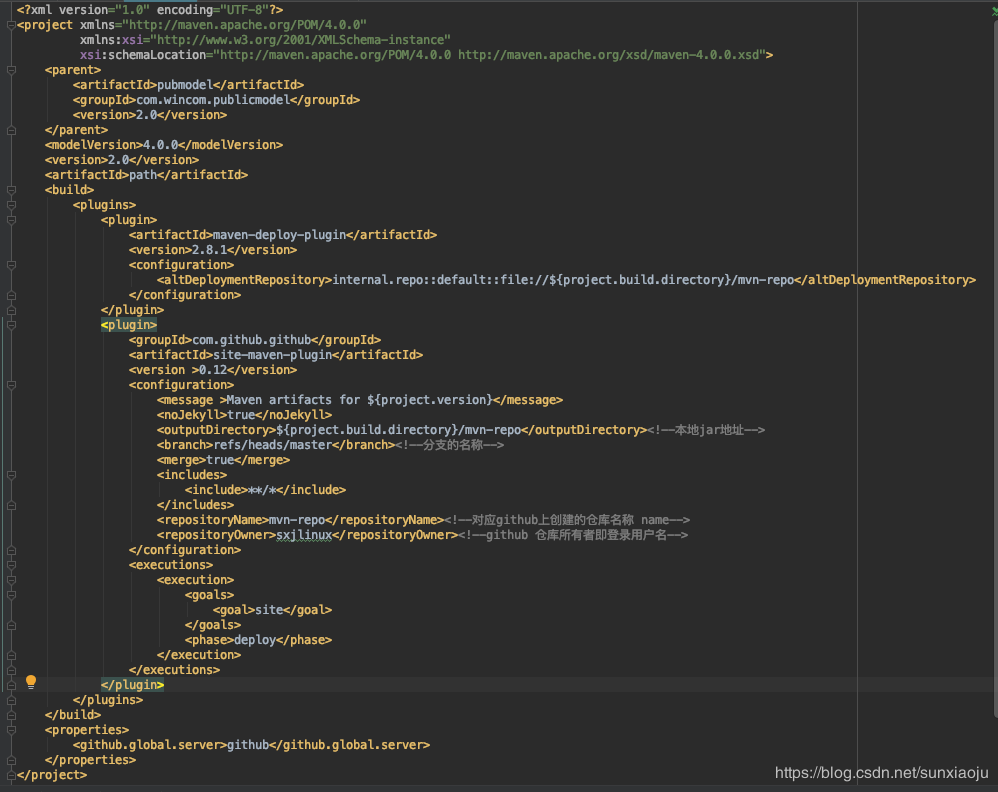 <?xml version="1.0" encoding="UTF-8"?>
<project xmlns="http://maven.apache.org/POM/4.0.0"
         xmlns:xsi="http://www.w3.org/2001/XMLSchema-instance"
         xsi:schemaLocation="http://maven.apache.org/POM/4.0.0 http://maven.apache.org/xsd/maven-4.0.0.xsd">
    <parent>
        <artifactId>pubmodel</artifactId>
        <groupId>com.wincom.publicmodel</groupId>
        <version>2.0</version>
    </parent>
    <modelVersion>4.0.0</modelVersion>
    <version>2.0</version>
    <artifactId>path</artifactId>
    <build>
        <plugins>
            <plugin>
                <artifactId>maven-deploy-plugin</artifactId>
                <version>2.8.1</version>
                <configuration>
                    <altDeploymentRepository>internal.repo::default::file://${project.build.directory}/mvn-repo</altDeploymentRepository>
                </configuration>
            </plugin>
            <plugin>
                <groupId>com.github.github</groupId>
                <artifactId>site-maven-plugin</artifactId>
                <version >0.12</version>
                <configuration>
                    <message >Maven artifacts for ${project.version}</message>
                    <noJekyll>true</noJekyll>
                    <outputDirectory>${project.build.directory}/mvn-repo</outputDirectory><!--本地jar地址-->
                    <branch>refs/heads/master</branch><!--分支的名称-->
                    <merge>true</merge>
                    <includes>
                        <include>**/*</include>
                    </includes>
                    <repositoryName>mvn-repo</repositoryName><!--对应github上创建的仓库名称 name-->
                    <repositoryOwner>sxjlinux</repositoryOwner><!--github 仓库所有者即登录用户名-->
                </configuration>
                <executions>
                    <execution>
                        <goals>
                            <goal>site</goal>
                        </goals>
                        <phase>deploy</phase>
                    </execution>
                </executions>
            </plugin>
        </plugins>
    </build>
    <properties>
        <github.global.server>github</github.global.server>
    </properties>
</project>
https://blog.csdn.net/sunxiaoju